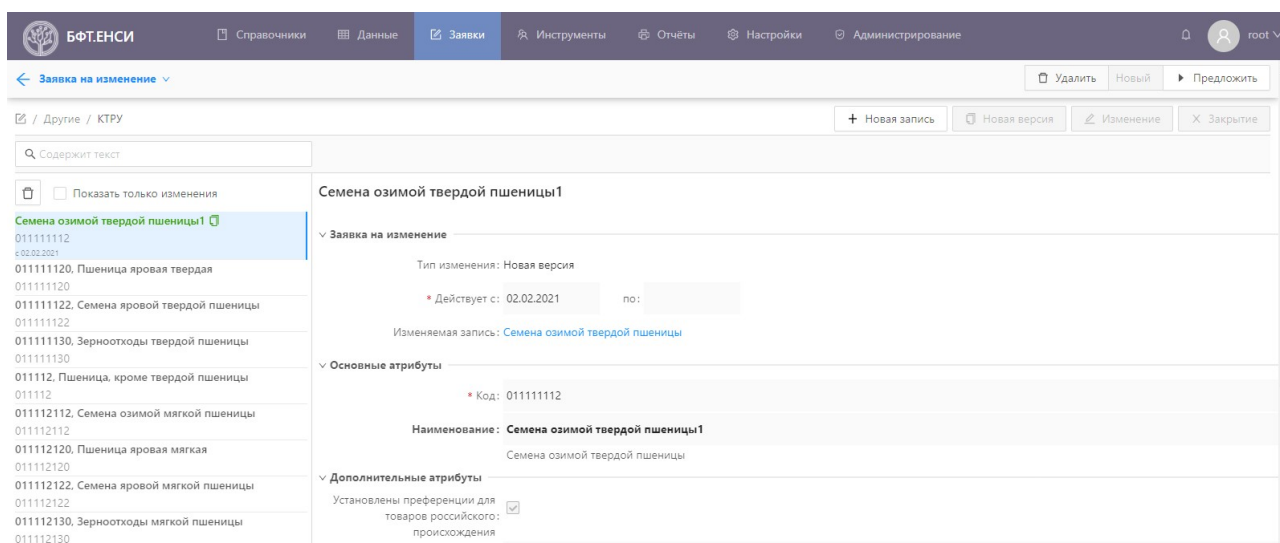 БФТ.ЕНСИ Справочники Данные Заявки Инструменты Отчёты Настройки Администрирование root
Заявка на изменение Удалить Новый Предложить
/ Другие / КТРУ + Новая запись Новая версия Изменение X Закрытие
Содержит текст
Показать только изменения
Семена озимой твердой пшеницы1
011111112
с 02.02.2021
011111120, Пшеница яровая твердая
011111120
011111122, Семена яровой твердой пшеницы
011111122
011111130, Зерноотходы твердой пшеницы
011111130
011112, Пшеница, кроме твердой пшеницы
011112
011112112, Семена озимой мягкой пшеницы
011112112
011112120, Пшеница яровая мягкая
011112120
011112122, Семена яровой мягкой пшеницы
011112122
011112130, Зерноотходы мягкой пшеницы
011112130
Семена озимой твердой пшеницы1
Заявка на изменение
Тип изменения: Новая версия
* Действует с: 02.02.2021 по:
Изменяемая запись: Семена озимой твердой пшеницы
Основные атрибуты
* Код: 011111112
Наименование: Семена озимой твердой пшеницы1
Семена озимой твердой пшеницы
Дополнительные атрибуты
Установлены преференции для
товаров российского:
происхождения